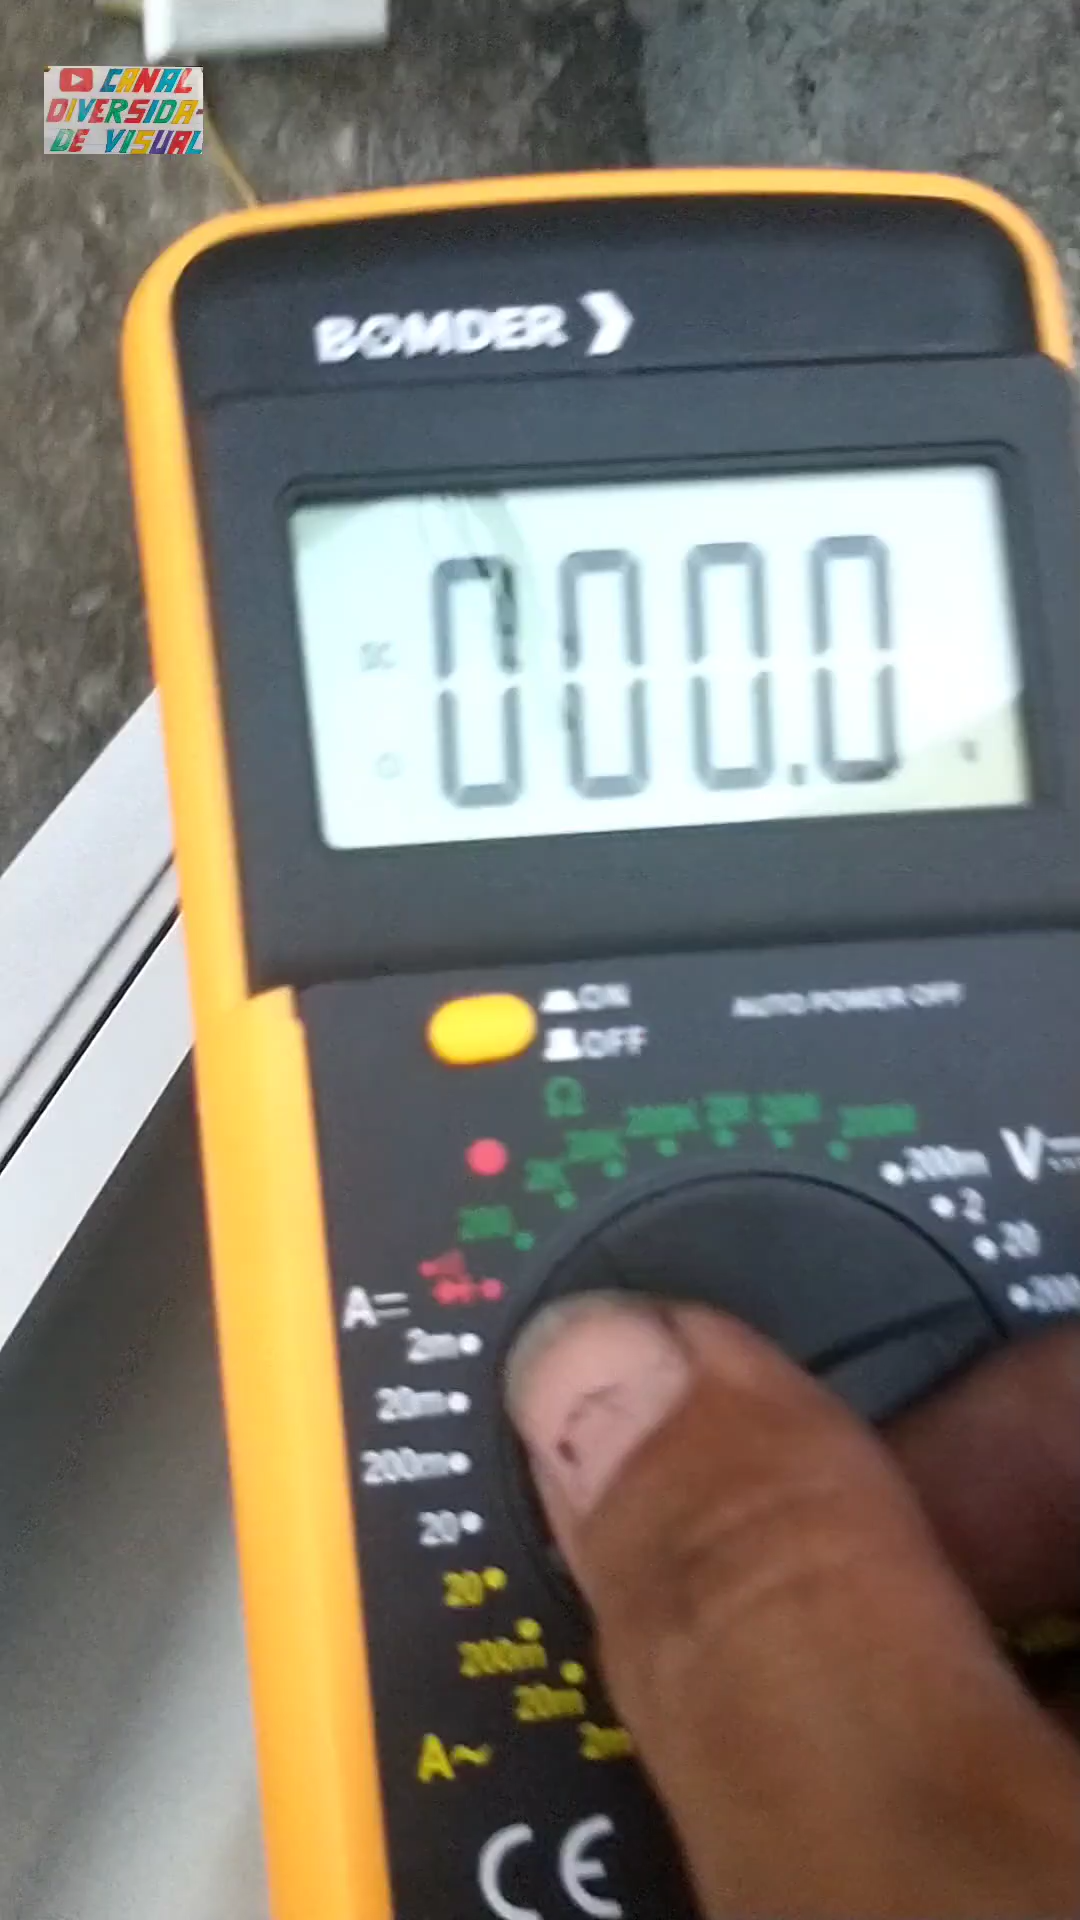 CANAL
DIVERSIDA-
DE VISUAL
BOMDER
DC
000.0
ON
OFF
AUTO POWER OFF
Ω
200m
V
2
20
A
2m
20m
200m
20
20
200m
20m
A~
CE